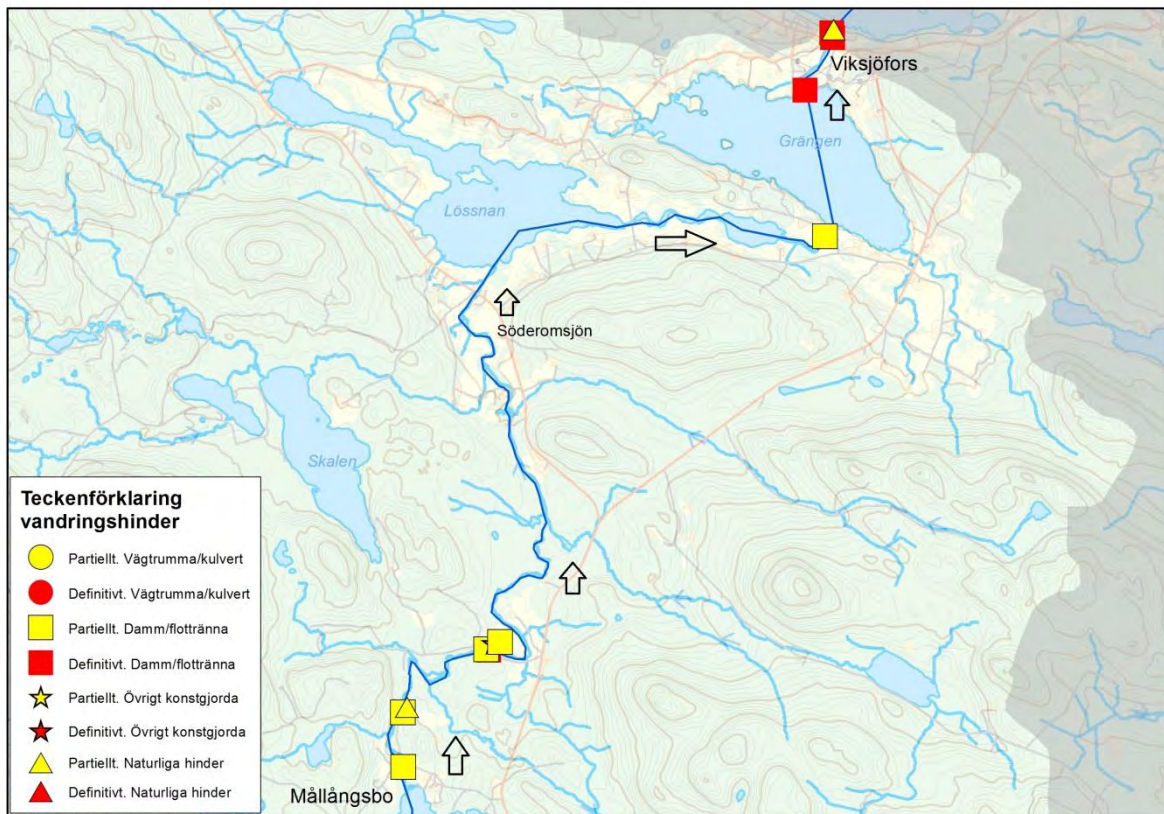 Viksjöfors
Grängen
Lössnan
Söderomsjön
Skalen
Mållångsbo
Teckenförklaring
vandringshinder
Partiellt. Vägtrumma/kulvert
Definitivt. Vägtrumma/kulvert
Partiellt. Damm/flottränna
Definitivt. Damm/flottränna
Partiellt. Övrigt konstgjorda
Definitivt. Övrigt konstgjorda
Partiellt. Naturliga hinder
Definitivt. Naturliga hinder